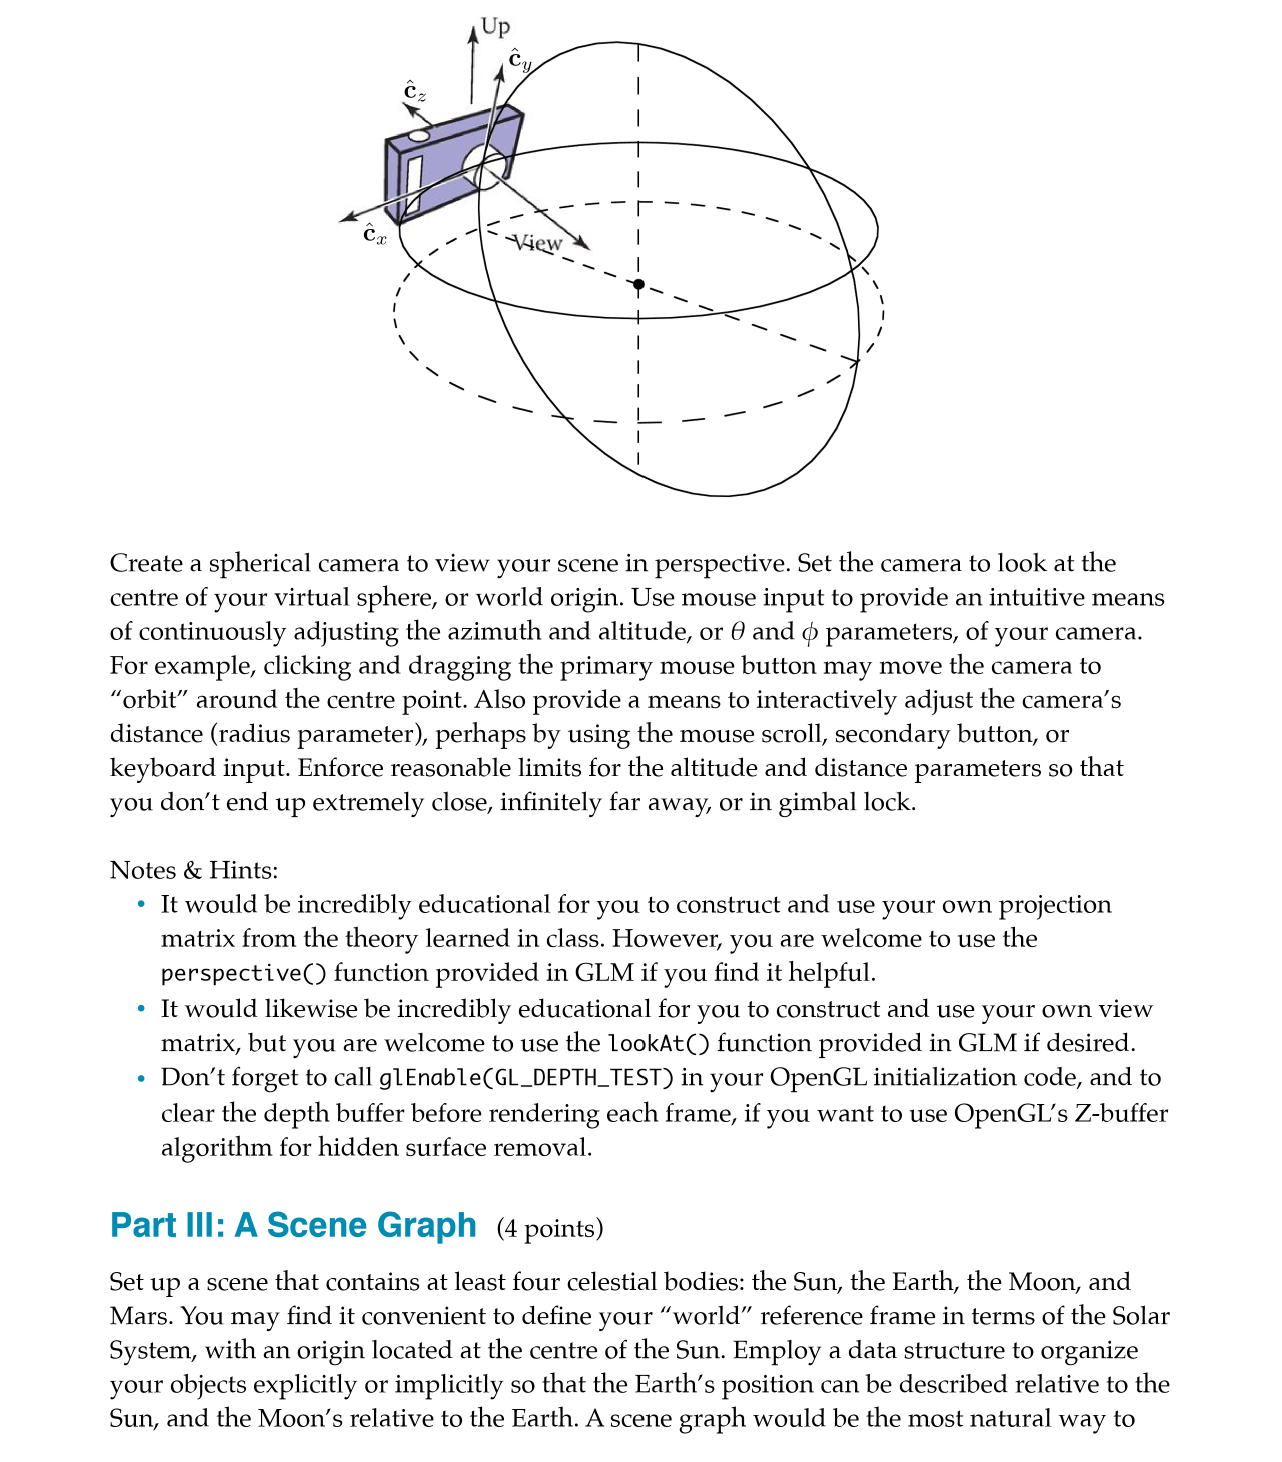 Up
ĉy
ĉz
ĉx
View
Create a spherical camera to view your scene in perspective. Set the camera to look at the
centre of your virtual sphere, or world origin. Use mouse input to provide an intuitive means
of continuously adjusting the azimuth and altitude, or θ and ϕ parameters, of your camera.
For example, clicking and dragging the primary mouse button may move the camera to
“orbit” around the centre point. Also provide a means to interactively adjust the camera’s
distance (radius parameter), perhaps by using the mouse scroll, secondary button, or
keyboard input. Enforce reasonable limits for the altitude and distance parameters so that
you don’t end up extremely close, infinitely far away, or in gimbal lock.
Notes & Hints:
• It would be incredibly educational for you to construct and use your own projection
matrix from the theory learned in class. However, you are welcome to use the
perspective() function provided in GLM if you find it helpful.
• It would likewise be incredibly educational for you to construct and use your own view
matrix, but you are welcome to use the lookAt() function provided in GLM if desired.
• Don’t forget to call glEnable(GL_DEPTH_TEST) in your OpenGL initialization code, and to
clear the depth buffer before rendering each frame, if you want to use OpenGL’s Z-buffer
algorithm for hidden surface removal.
Part III: A Scene Graph (4 points)
Set up a scene that contains at least four celestial bodies: the Sun, the Earth, the Moon, and
Mars. You may find it convenient to define your “world” reference frame in terms of the Solar
System, with an origin located at the centre of the Sun. Employ a data structure to organize
your objects explicitly or implicitly so that the Earth’s position can be described relative to the
Sun, and the Moon’s relative to the Earth. A scene graph would be the most natural way to